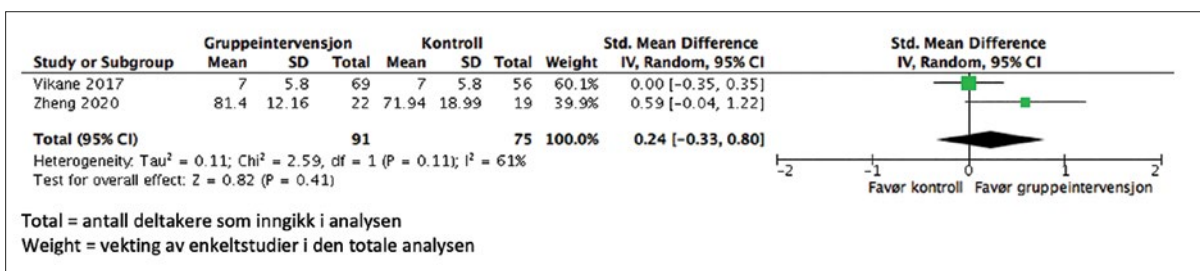 Gruppeintervensjon Kontroll Std. Mean Difference Std. Mean Difference
Study or Subgroup Mean SD Total Mean SD Total Weight IV, Random, 95% CI IV, Random, 95% CI
Vikane 2017 7 5.8 69 7 5.8 56 60.1% 0.00 [-0.35, 0.35]
Zheng 2020 81.4 12.16 22 71.94 18.99 19 39.9% 0.59 [-0.04, 1.22]
Total (95% CI) 91 75 100.0% 0.24 [-0.33, 0.80]
Heterogeneity: Tau² = 0.11; Chi² = 2.59, df = 1 (P = 0.11); I² = 61%
Test for overall effect: Z = 0.82 (P = 0.41)
-2 -1 0 1 2
Favør kontroll Favør gruppeintervensjon
Total = antall deltakere som inngikk i analysen
Weight = vekting av enkeltstudier i den totale analysen